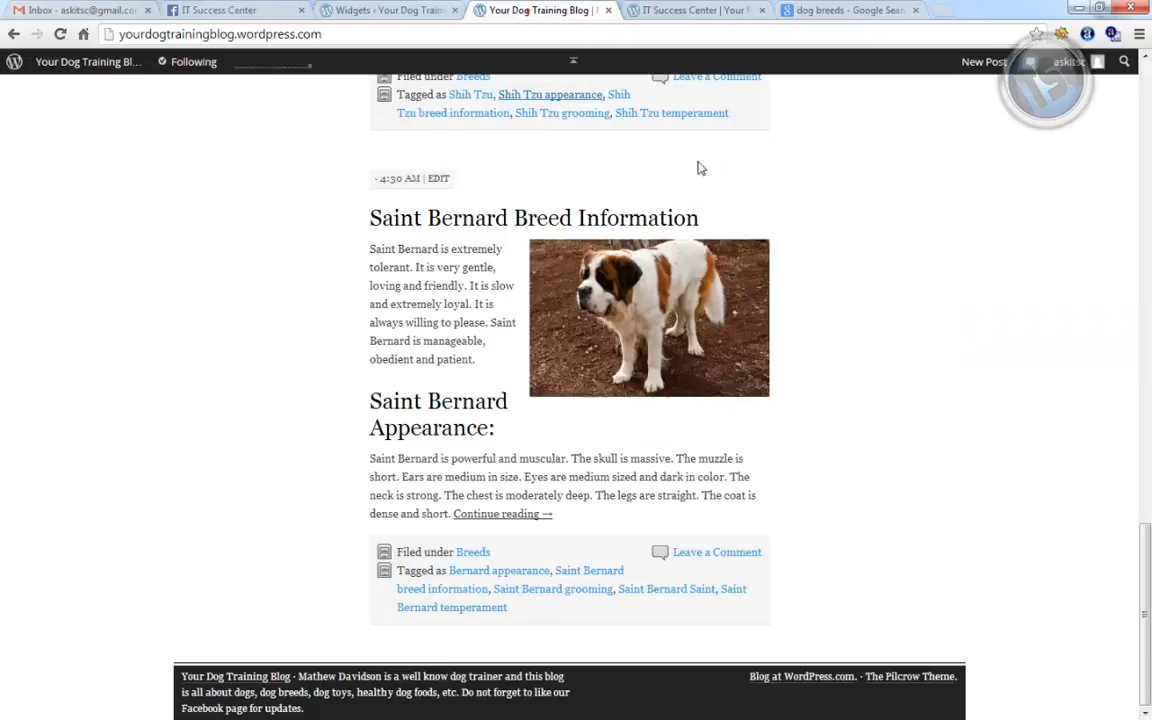 Inbox - askitsc@gmail.co
IT Success Center
Widgets ‹ Your Dog Train
Your Dog Training Blog |
IT Success Center | Your F
dog breeds - Google Sear
yourdogtrainingblog.wordpress.com
Your Dog Training Bl... Following New Post askitsc
Filed under Breeds Leave a Comment
Tagged as Shih Tzu, Shih Tzu appearance, Shih
Tzu breed information, Shih Tzu grooming, Shih Tzu temperament
· 4:30 AM | EDIT
Saint Bernard Breed Information
Saint Bernard is extremely
tolerant. It is very gentle,
loving and friendly. It is slow
and extremely loyal. It is
always willing to please. Saint
Bernard is manageable,
obedient and patient.
Saint Bernard
Appearance:
Saint Bernard is powerful and muscular. The skull is massive. The muzzle is
short. Ears are medium in size. Eyes are medium sized and dark in color. The
neck is strong. The chest is moderately deep. The legs are straight. The coat is
dense and short. Continue reading →
Filed under Breeds Leave a Comment
Tagged as Bernard appearance, Saint Bernard
breed information, Saint Bernard grooming, Saint Bernard Saint, Saint
Bernard temperament
Your Dog Training Blog · Mathew Davidson is a well know dog trainer and this blog
is all about dogs, dog breeds, dog toys, healthy dog foods, etc. Do not forget to like our
Facebook page for updates.
Blog at WordPress.com. · The Pilcrow Theme.